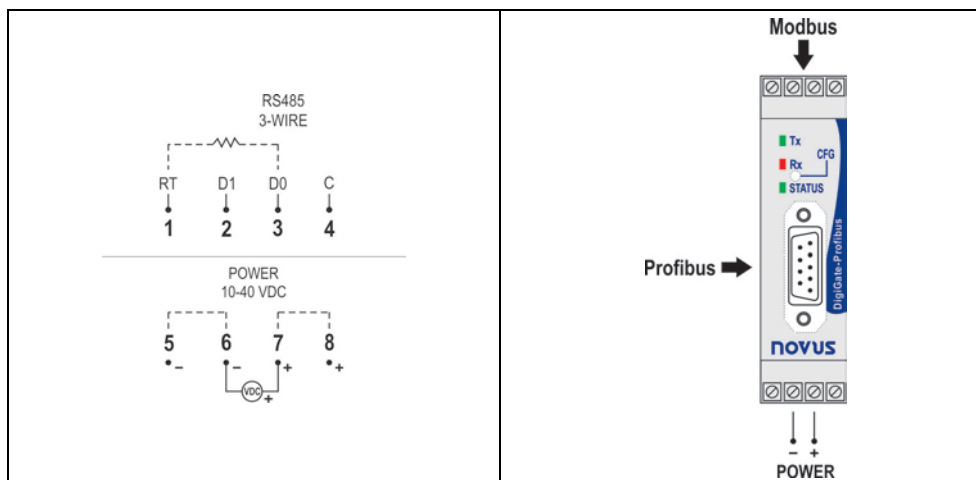 RS485
3-WIRE
RT D1 D0 C
1 2 3 4
POWER
10-40 VDC
5 6 7 8
- - + +
VDC +
Modbus
Tx
Rx CFG
STATUS
Profibus
DigiGate-Profibus
novus
- +
POWER